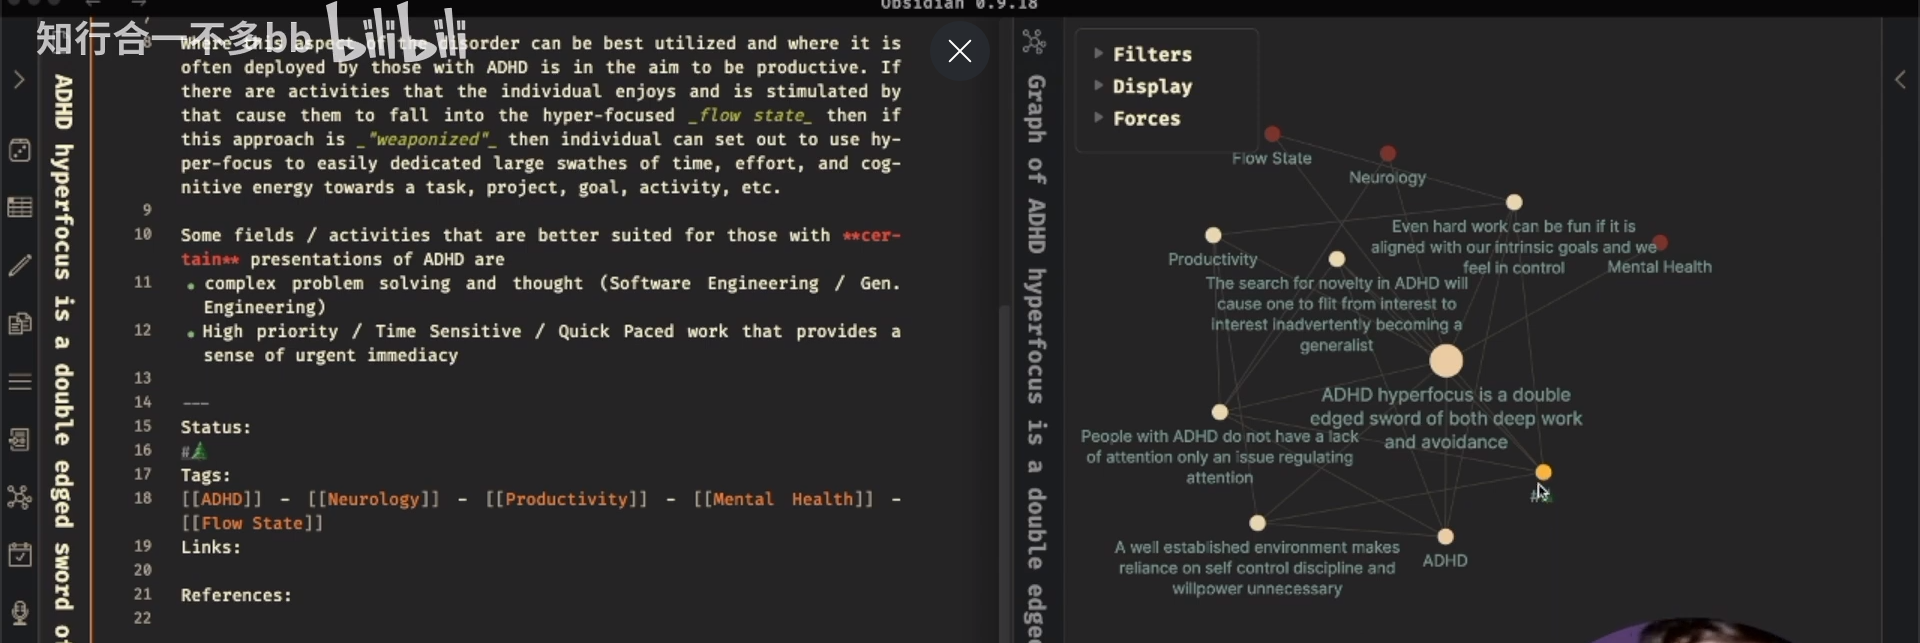 Obsidian 0.9.18
知行合一不多bb bilibili
7
8 Where this aspect of the disorder can be best utilized and where it is
often deployed by those with ADHD is in the aim to be productive. If
there are activities that the individual enjoys and is stimulated by
that cause them to fall into the hyper-focused _flow state_ then if
this approach is _"weaponized"_ then individual can set out to use hy-
per-focus to easily dedicated large swathes of time, effort, and cog-
nitive energy towards a task, project, goal, activity, etc.
9
10 Some fields / activities that are better suited for those with **cer-
tain** presentations of ADHD are
11 • complex problem solving and thought (Software Engineering / Gen.
Engineering)
12 • High priority / Time Sensitive / Quick Paced work that provides a
sense of urgent immediacy
13
14 ---
15 Status:
16 #🌲
17 Tags:
18 [[ADHD]] - [[Neurology]] - [[Productivity]] - [[Mental Health]] -
[[Flow State]]
19 Links:
20
21 References:
22
ADHD hyperfocus is a double edged sword of
Graph of ADHD hyperfocus is a double edged
Filters
Display
Forces
Flow State
Neurology
Even hard work can be fun if it is
aligned with our intrinsic goals and we
feel in control
Mental Health
Productivity
The search for novelty in ADHD will
cause one to flit from interest to
interest inadvertently becoming a
generalist
ADHD hyperfocus is a double
edged sword of both deep work
and avoidance
People with ADHD do not have a lack
of attention only an issue regulating
attention
#🌲
A well established environment makes
reliance on self control discipline and
willpower unnecessary
ADHD